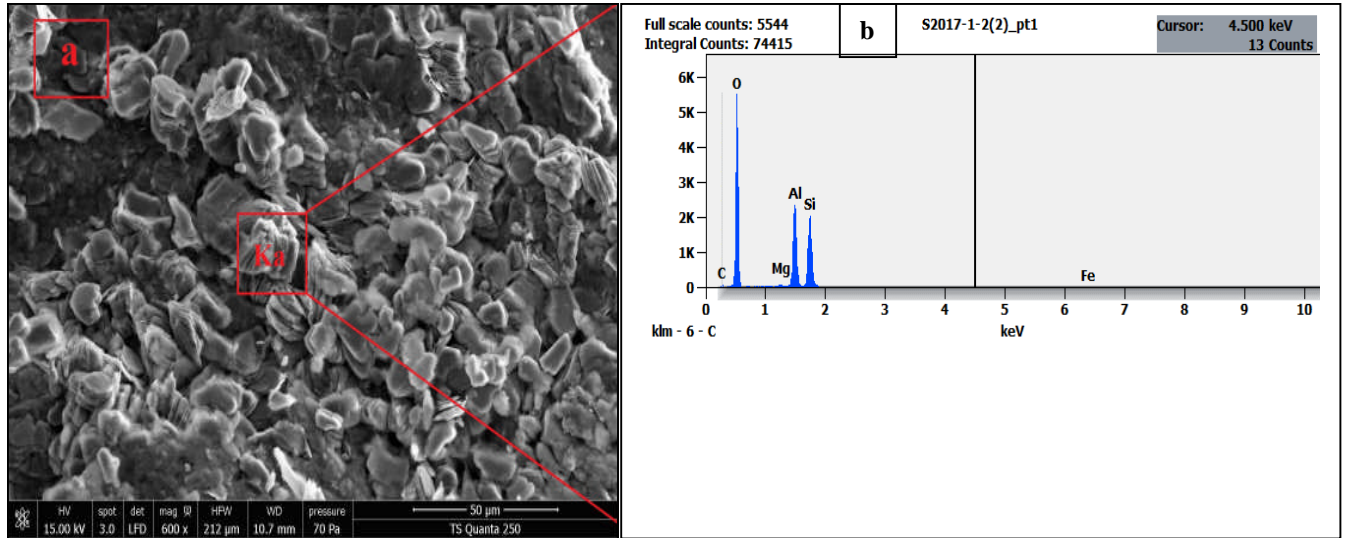 a
Ka
HV spot det mag HFW WD pressure
15.00 kV 3.0 LFD 600 x 212 µm 10.7 mm 70 Pa
50 µm
TS Quanta 250
Full scale counts: 5544
Integral Counts: 74415
b
S2017-1-2(2)_pt1
Cursor: 4.500 keV
13 Counts
6K
5K
4K
3K
2K
1K
0
O
Al
Si
C
Mg
Fe
0 1 2 3 4 5 6 7 8 9 10
klm - 6 - C
keV